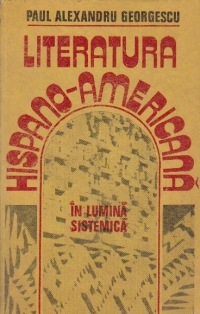 PAUL ALEXANDRU GEORGESCU
LITERATURA
HISPANO-AMERICANĂ
ÎN LUMINĂ
SISTEMICĂ